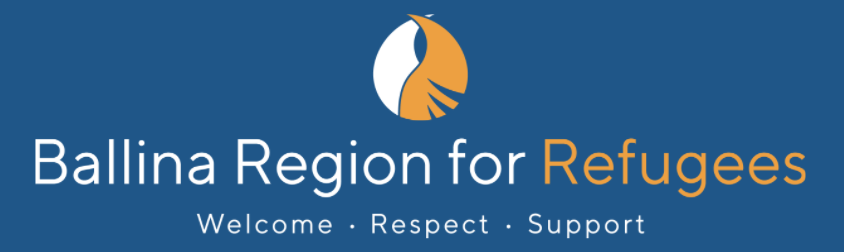 Ballina Region for Refugees
Welcome · Respect · Support